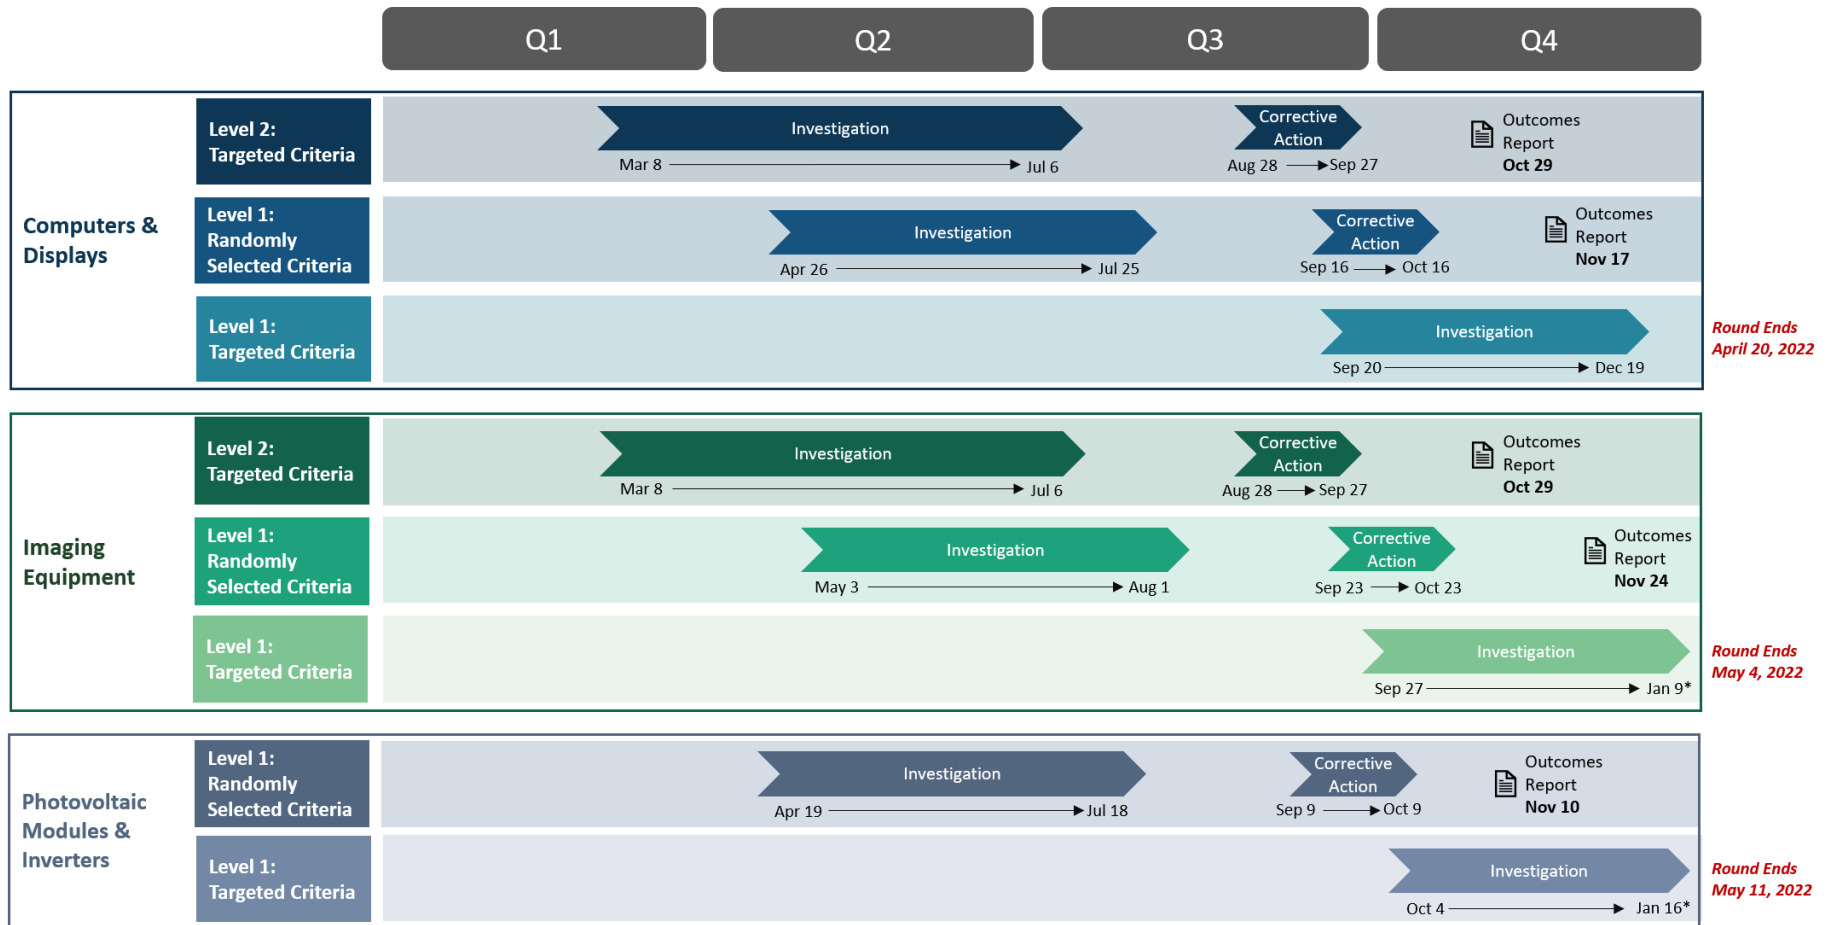 Q1
Q2
Q3
Q4
Computers &
Displays
Level 2:
Targeted Criteria
Investigation
Mar 8
Jul 6
Corrective
Action
Aug 28
Sep 27
Outcomes
Report
Oct 29
Level 1:
Randomly
Selected Criteria
Investigation
Apr 26
Jul 25
Corrective
Action
Sep 16
Oct 16
Outcomes
Report
Nov 17
Level 1:
Targeted Criteria
Investigation
Sep 20
Dec 19
Round Ends
April 20, 2022
Imaging
Equipment
Level 2:
Targeted Criteria
Investigation
Mar 8
Jul 6
Corrective
Action
Aug 28
Sep 27
Outcomes
Report
Oct 29
Level 1:
Randomly
Selected Criteria
Investigation
May 3
Aug 1
Corrective
Action
Sep 23
Oct 23
Outcomes
Report
Nov 24
Level 1:
Targeted Criteria
Investigation
Sep 27
Jan 9*
Round Ends
May 4, 2022
Photovoltaic
Modules &
Inverters
Level 1:
Randomly
Selected Criteria
Investigation
Apr 19
Jul 18
Corrective
Action
Sep 9
Oct 9
Outcomes
Report
Nov 10
Level 1:
Targeted Criteria
Investigation
Oct 4
Jan 16*
Round Ends
May 11, 2022